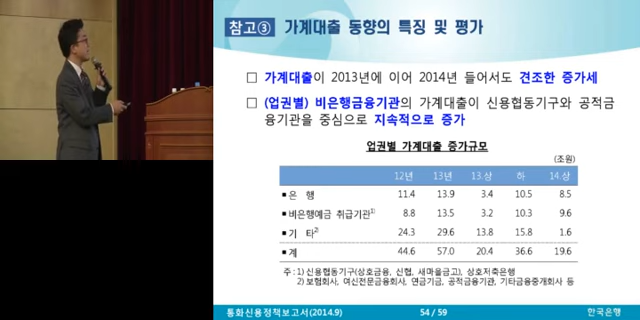 참고③ 가계대출 동향의 특징 및 평가
□ 가계대출이 2013년에 이어 2014년 들어서도 견조한 증가세
□ (업권별) 비은행금융기관의 가계대출이 신용협동기구와 공적금
융기관을 중심으로 지속적으로 증가
업권별 가계대출 증가규모
(조원)
12년 13년 13.상 하 14.상
▪은 행 11.4 13.9 3.4 10.5 8.5
▪비은행예금 취급기관1) 8.8 13.5 3.2 10.3 9.6
▪기 타2) 24.3 29.6 13.8 15.8 1.6
▪계 44.6 57.0 20.4 36.6 19.6
주 : 1) 신용협동기구(상호금융, 신협, 새마을금고), 상호저축은행
2) 보험회사, 여신전문금융회사, 연금기금, 공적금융기관, 기타금융중개회사 등
통화신용정책보고서(2014.9) 54 / 59 한국은행